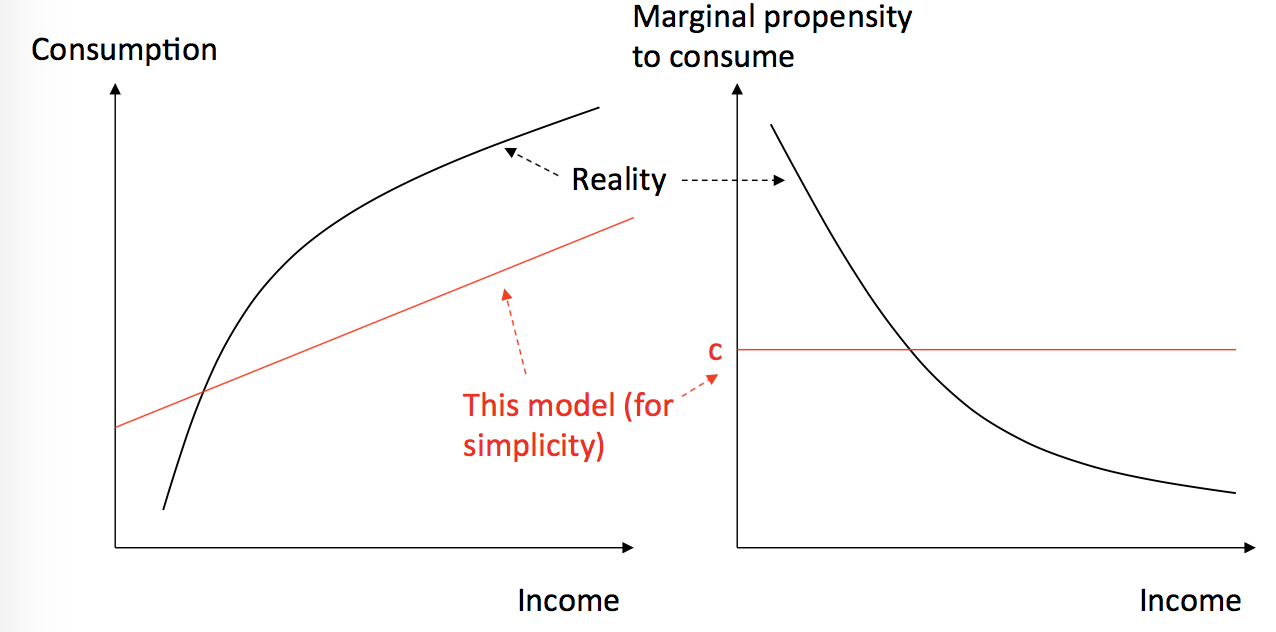 Consumption
Marginal propensity
to consume
Reality
c
This model (for
simplicity)
Income
Income